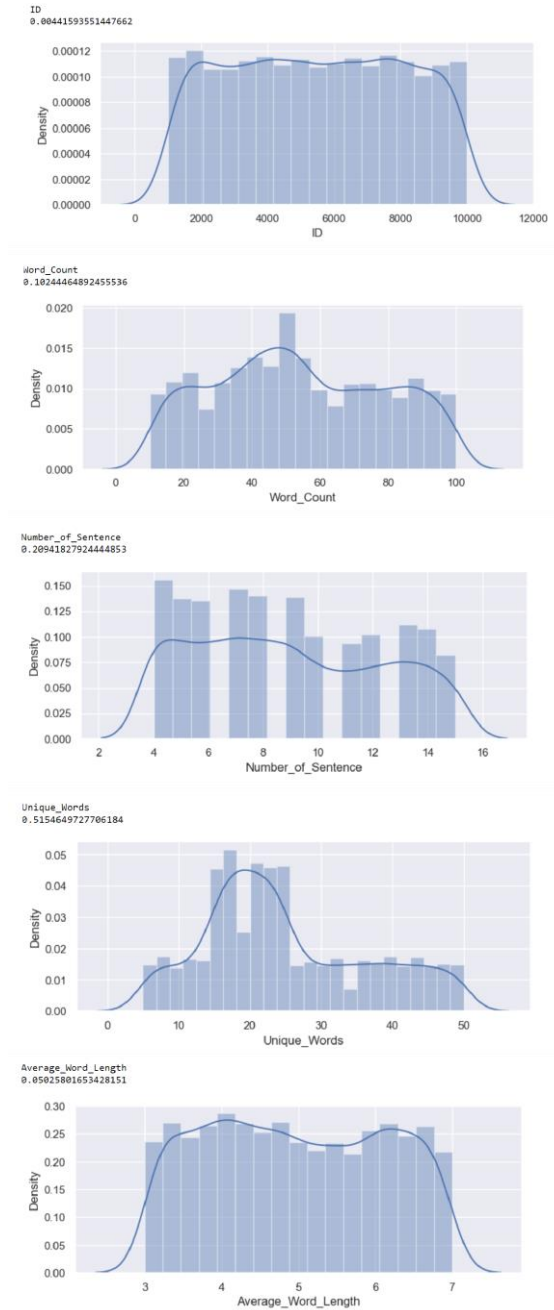 ID
0.00441593551447662
0.00012
0.00010
0.00008
0.00006
0.00004
0.00002
0.00000
Density
0 2000 4000 6000 8000 10000 12000
ID
Word_Count
0.10244464892455536
0.020
0.015
0.010
0.005
0.000
Density
0 20 40 60 80 100
Word_Count
Number_of_Sentence
0.20941827924444853
0.150
0.125
0.100
0.075
0.050
0.025
0.000
Density
2 4 6 8 10 12 14 16
Number_of_Sentence
Unique_Words
0.5154649727706184
0.05
0.04
0.03
0.02
0.01
0.00
Density
0 10 20 30 40 50
Unique_Words
Average_Word_Length
0.05025801653428151
0.30
0.25
0.20
0.15
0.10
0.05
0.00
Density
3 4 5 6 7
Average_Word_Length